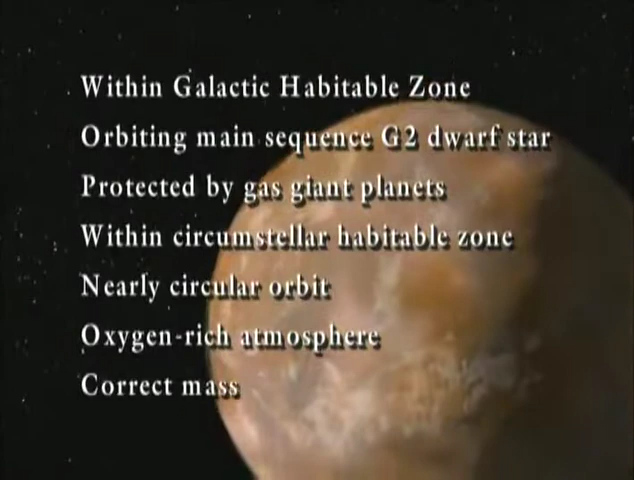 Within Galactic Habitable Zone
Orbiting main sequence G2 dwarf star
Protected by gas giant planets
Within circumstellar habitable zone
Nearly circular orbit
Oxygen-rich atmosphere
Correct mass